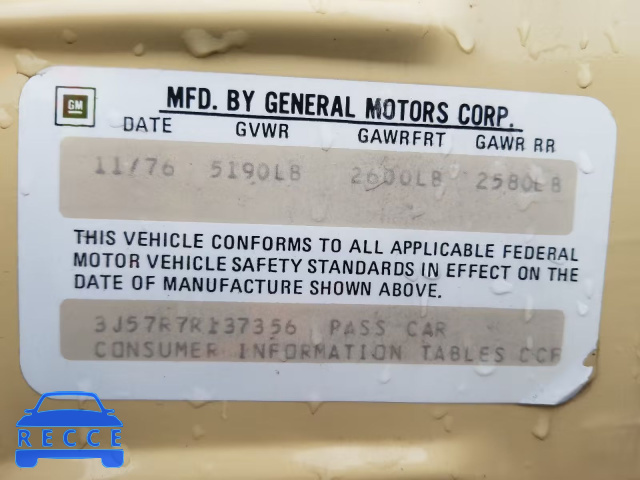 GM
MFD. BY GENERAL MOTORS CORP.
DATE GVWR GAWRFRT GAWR RR
11/76 5190LB 2600LB 2580LB
THIS VEHICLE CONFORMS TO ALL APPLICABLE FEDERAL
MOTOR VEHICLE SAFETY STANDARDS IN EFFECT ON THE
DATE OF MANUFACTURE SHOWN ABOVE.
3J57R7R137356 PASS CAR
CONSUMER INFORMATION TABLES CCF
RECCE